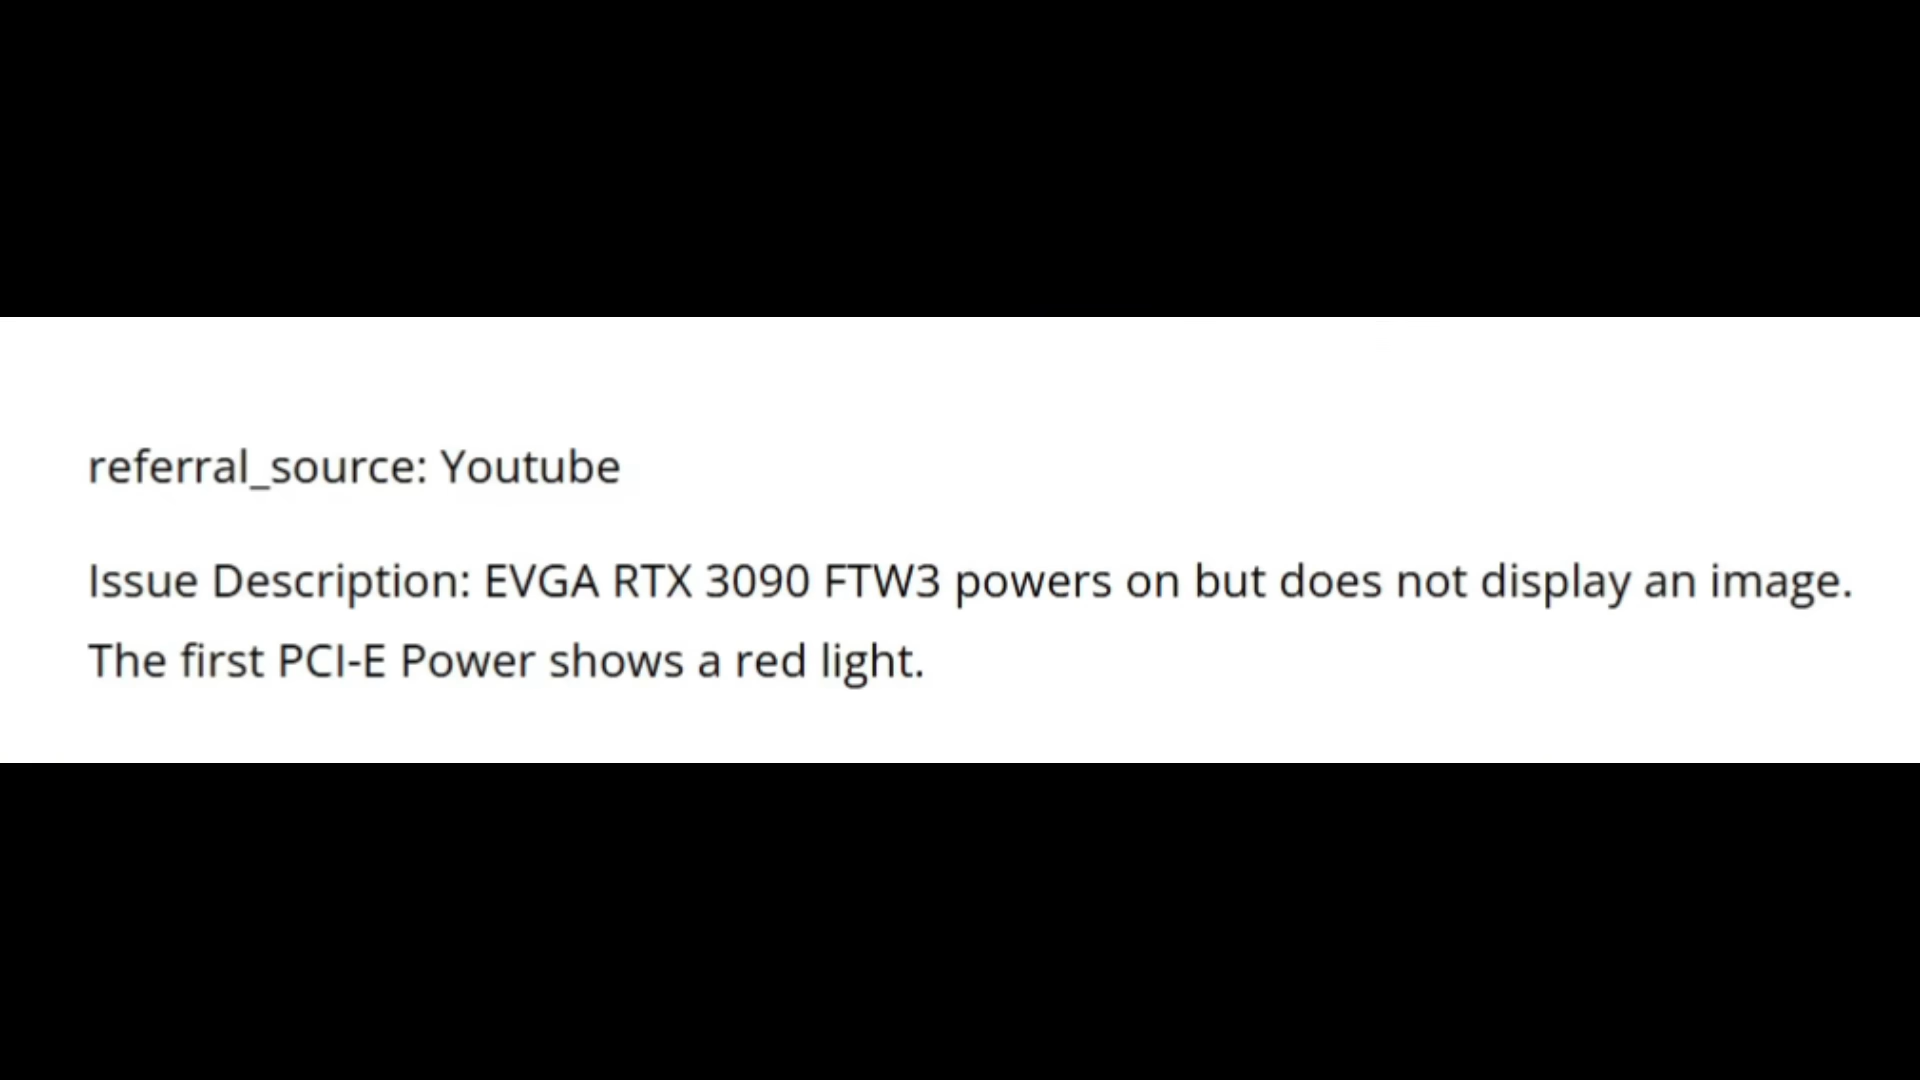 referral_source: Youtube
Issue Description: EVGA RTX 3090 FTW3 powers on but does not display an image.
The first PCI-E Power shows a red light.